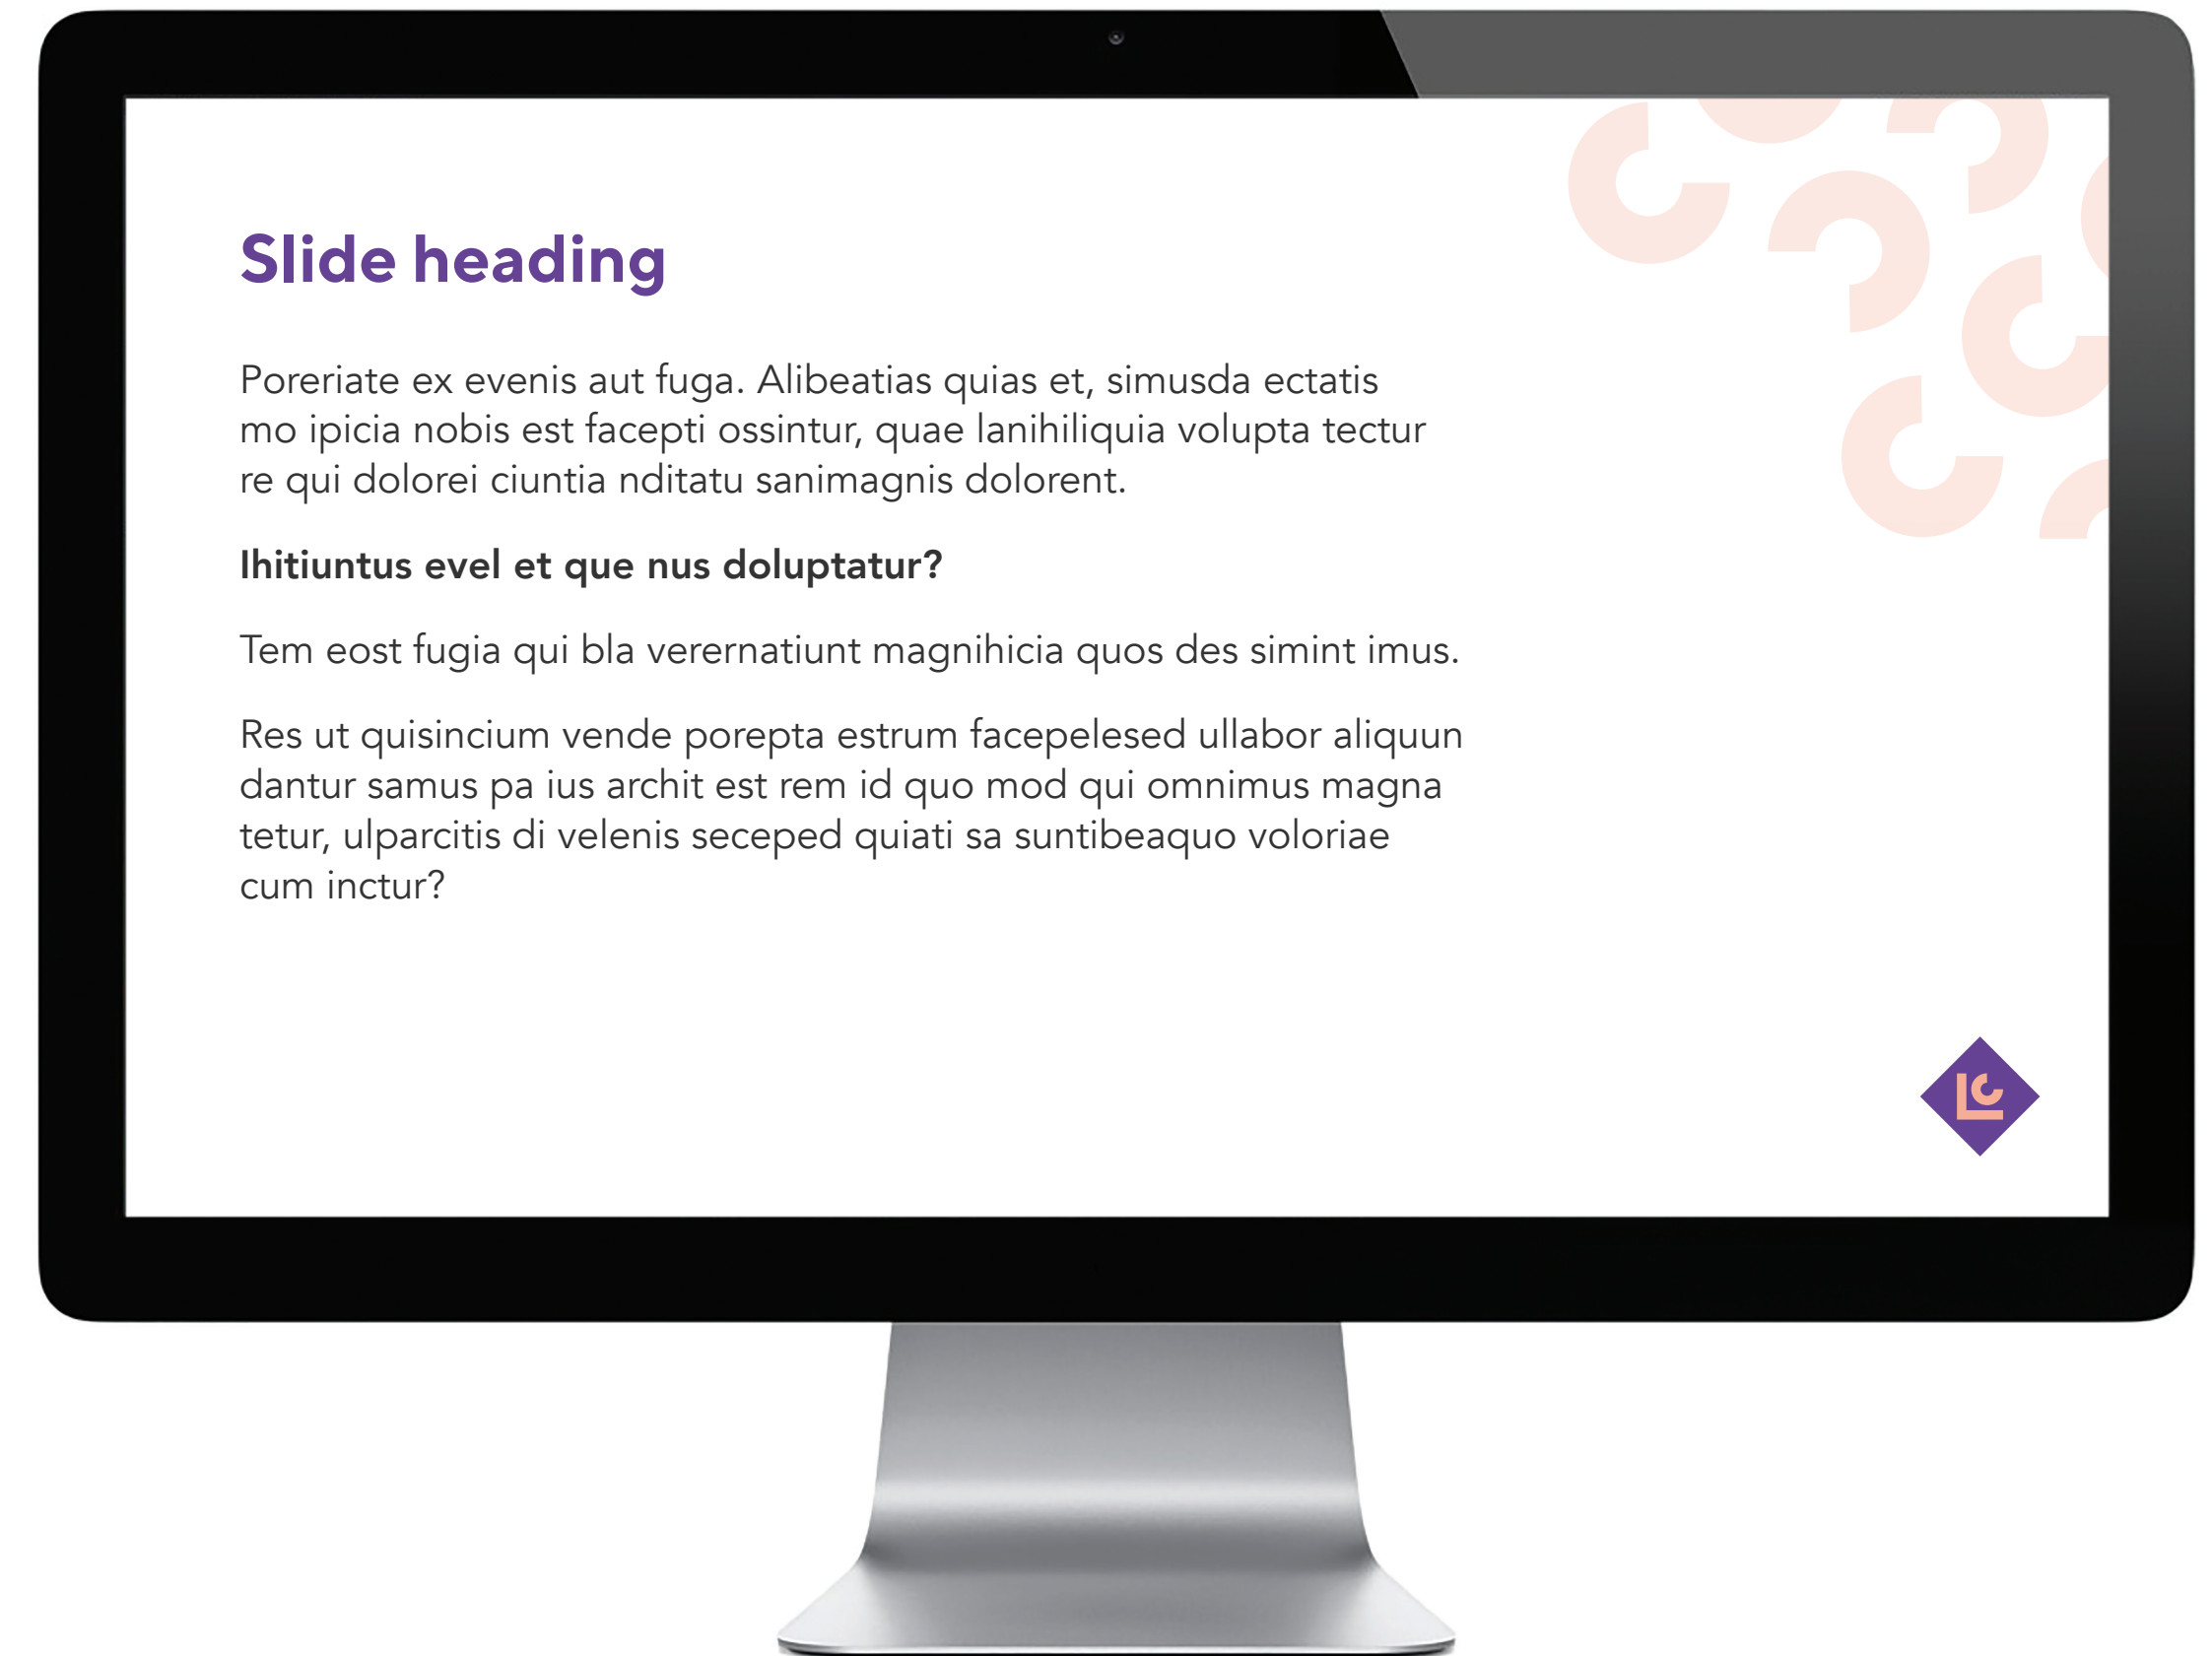 Slide heading
Poreriate ex evenis aut fuga. Alibeatias quias et, simusda ectatis
mo ipicia nobis est facepti ossintur, quae lanihiliquia volupta tectur
re qui dolorei ciuntia nditatu sanimagnis dolorent.
Ihitiuntus evel et que nus doluptatur?
Tem eost fugia qui bla verernatiunt magnihicia quos des simint imus.
Res ut quisincium vende porepta estrum facepelesed ullabor aliquun
dantur samus pa ius archit est rem id quo mod qui omnimus magna
tetur, ulparcitis di velenis seceped quiati sa suntibeaquo voloriae
cum inctur?
LC